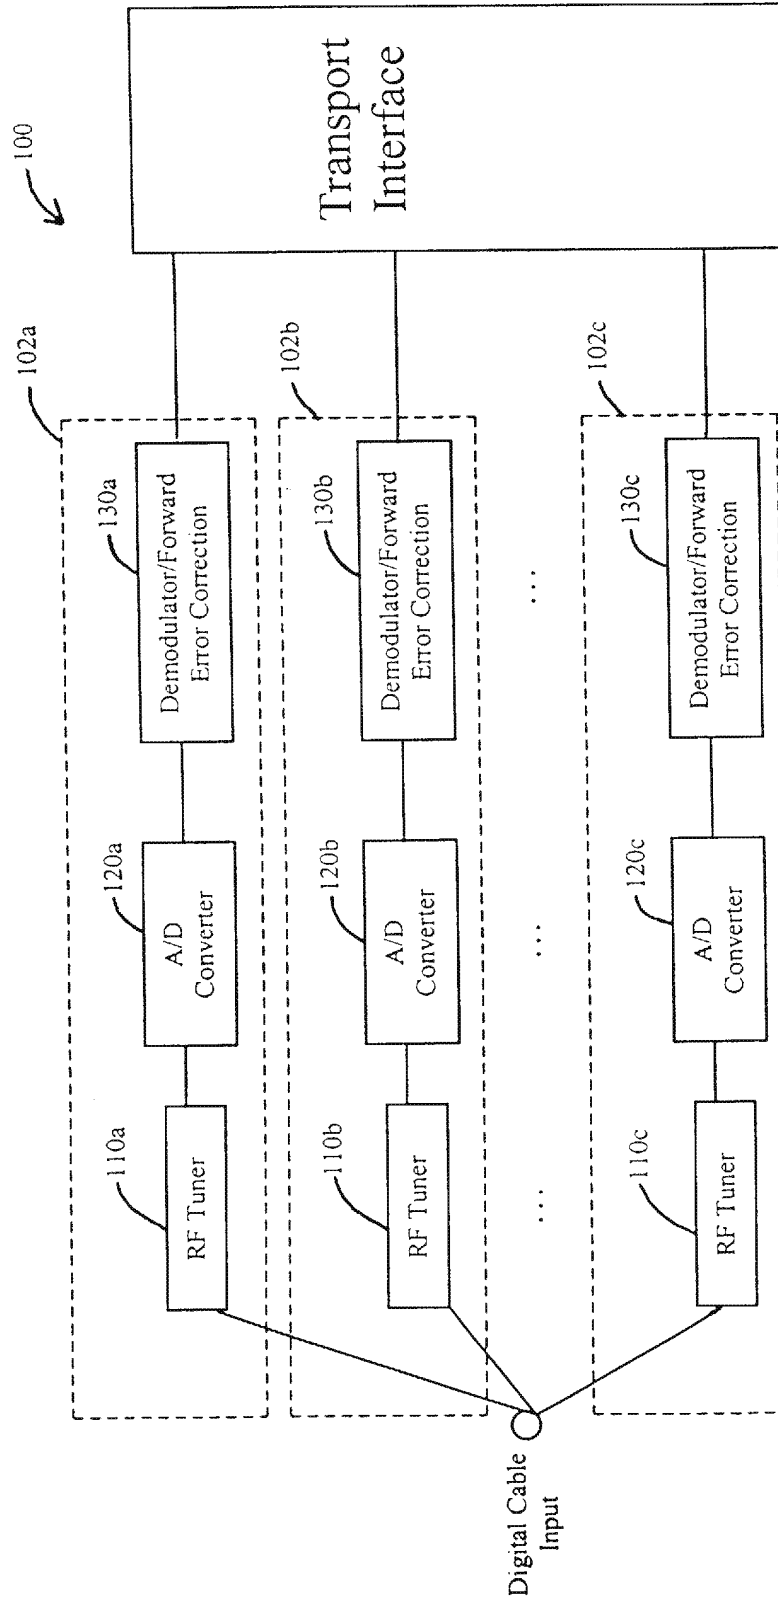 100
102a
110a
120a
130a
RF Tuner
A/D
Converter
Demodulator/Forward
Error Correction
Transport
Interface
102b
110b
120b
130b
RF Tuner
A/D
Converter
Demodulator/Forward
Error Correction
Digital Cable
Input
... ... ...
102c
110c
120c
130c
RF Tuner
A/D
Converter
Demodulator/Forward
Error Correction